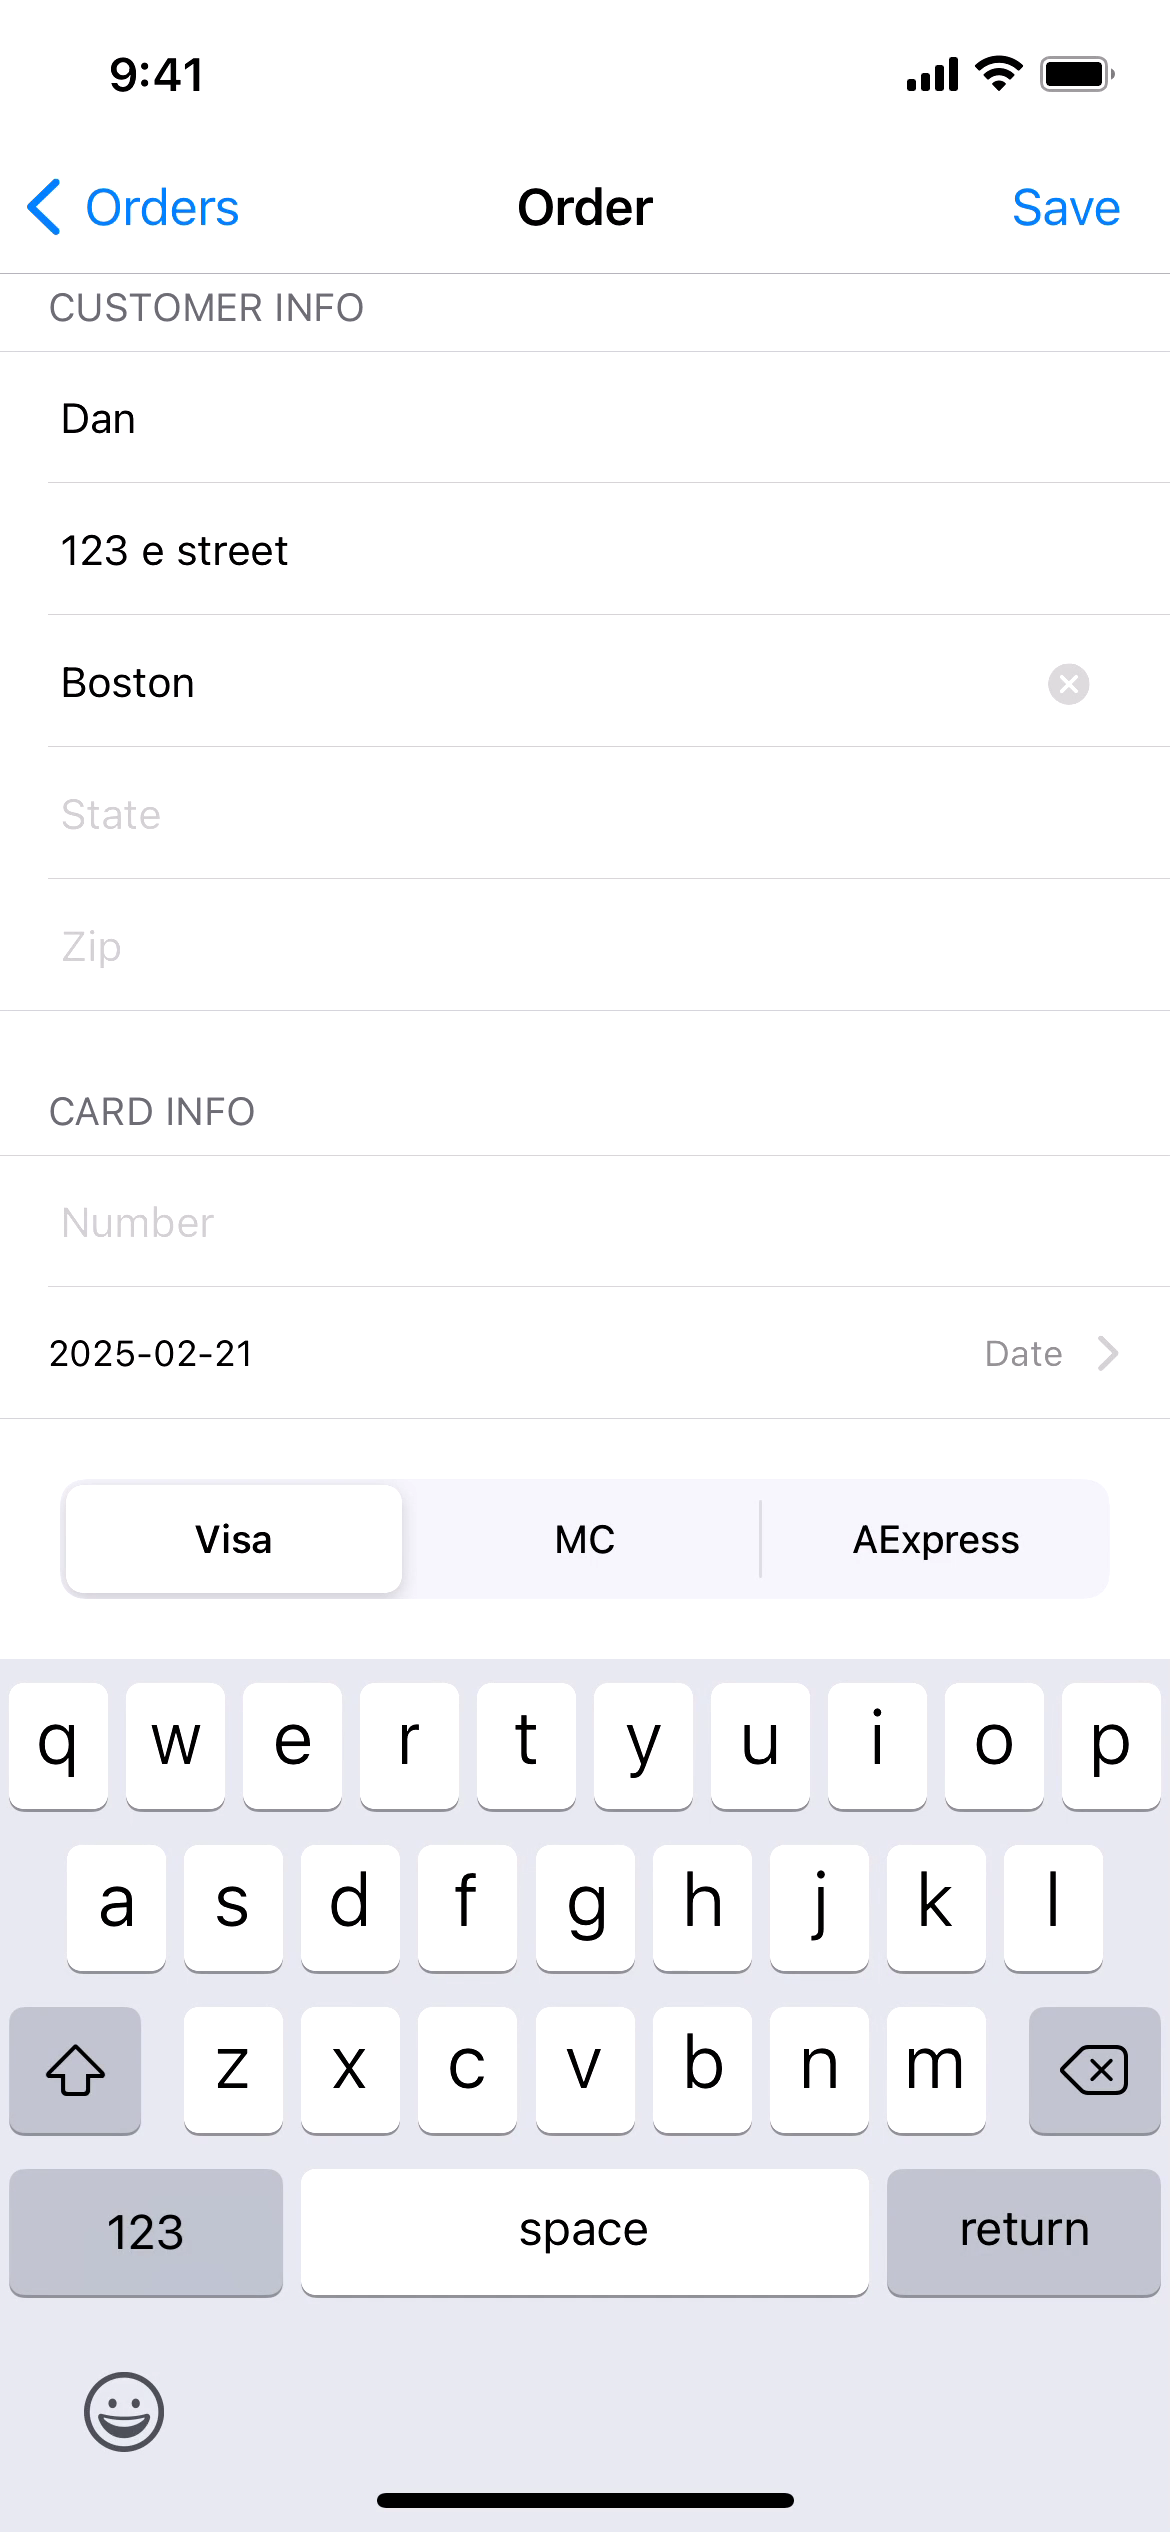 9:41
Orders Order Save
CUSTOMER INFO
Dan
123 e street
Boston
State
Zip
CARD INFO
Number
2025-02-21 Date
Visa MC AExpress
q w e r t y u i o p
a s d f g h j k l
z x c v b n m
123 space return